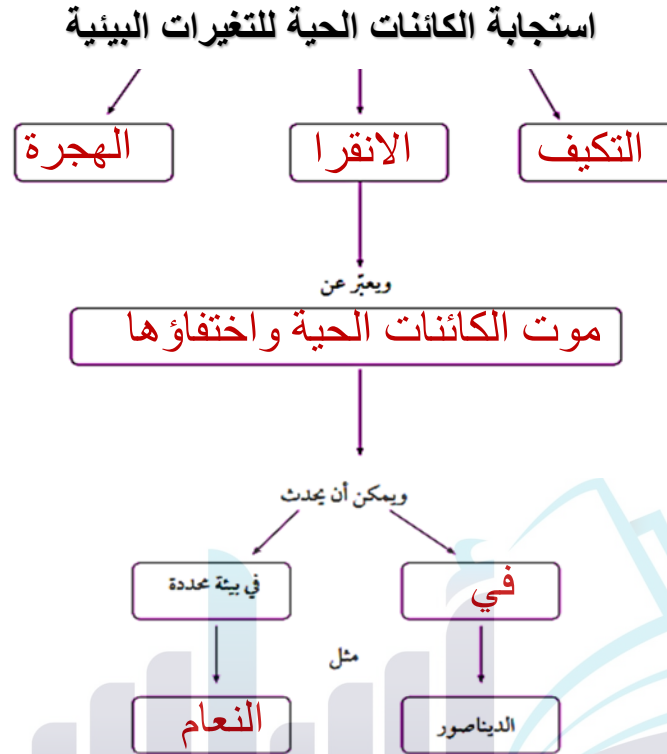 استجابة الكائنات الحية للتغيرات البيئية
التكيف الانقرا الهجرة
ويعبّر عن
موت الكائنات الحية واختفاؤها
ويمكن أن يحدث
في في بيئة محددة
مثل
الديناصور النعام